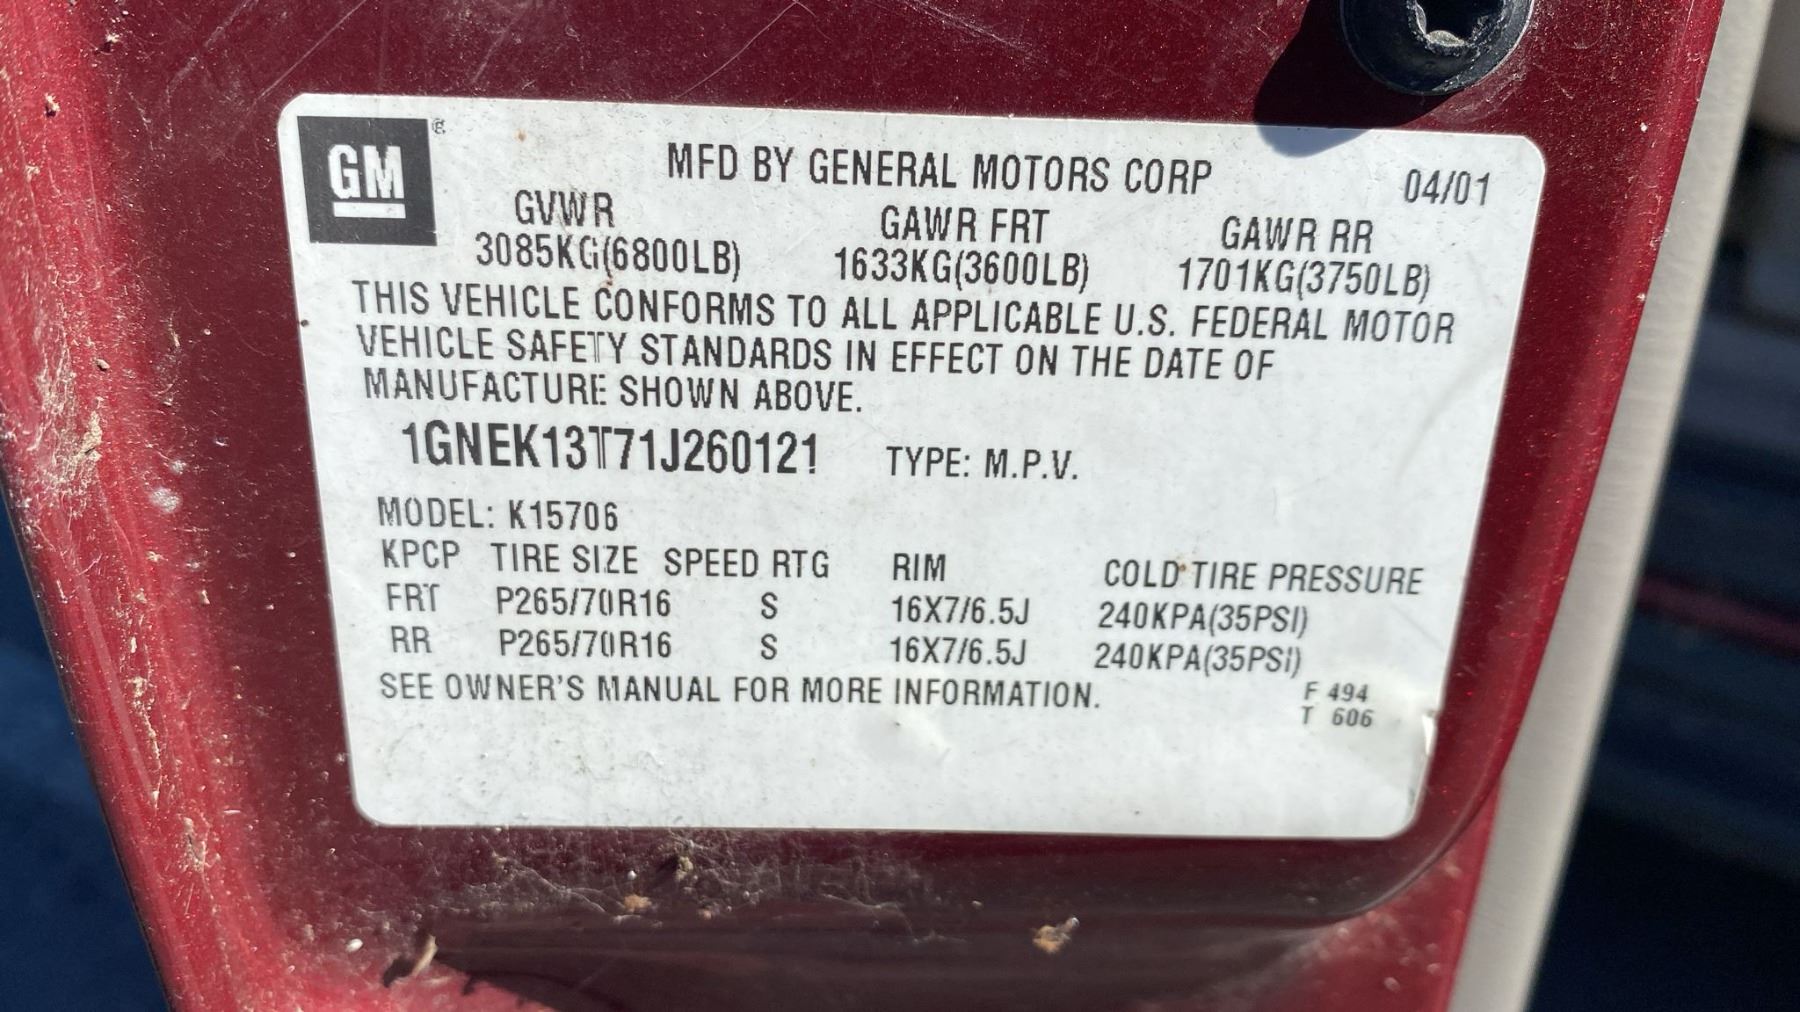 GM ®
MFD BY GENERAL MOTORS CORP 04/01
GVWR GAWR FRT GAWR RR
3085KG(6800LB) 1633KG(3600LB) 1701KG(3750LB)
THIS VEHICLE CONFORMS TO ALL APPLICABLE U.S. FEDERAL MOTOR
VEHICLE SAFETY STANDARDS IN EFFECT ON THE DATE OF
MANUFACTURE SHOWN ABOVE.
1GNEK13T71J260121 TYPE: M.P.V.
MODEL: K15706
KPCP TIRE SIZE SPEED RTG RIM COLD TIRE PRESSURE
FRT P265/70R16 S 16X7/6.5J 240KPA(35PSI)
RR P265/70R16 S 16X7/6.5J 240KPA(35PSI)
SEE OWNER'S MANUAL FOR MORE INFORMATION.
F 494
T 606